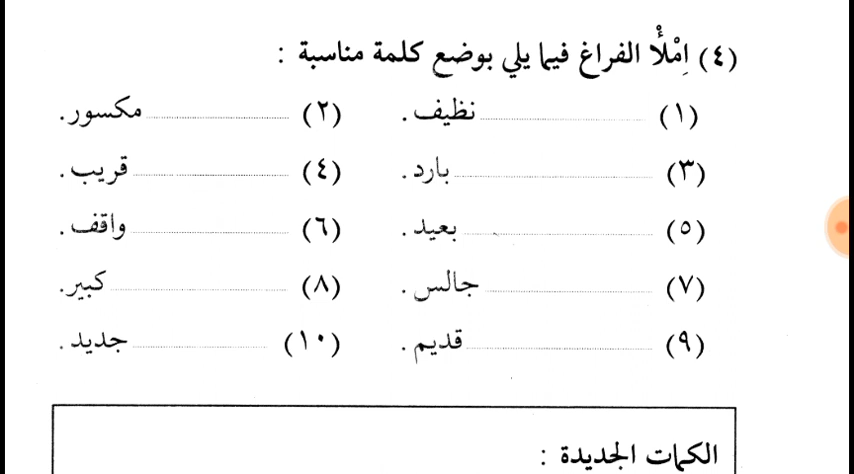 (٤) اِمْلَأْ الفراغ فيما يلي بوضع كلمة مناسبة :
(١) ......... نظيف . (٢) ......... مكسور .
(٣) ......... بارد . (٤) ......... قريب .
(٥) ......... بعيد . (٦) ......... واقف .
(٧) ......... جالس . (٨) ......... كبير .
(٩) ......... قديم . (١٠) ......... جديد .
الكلمات الجديدة :